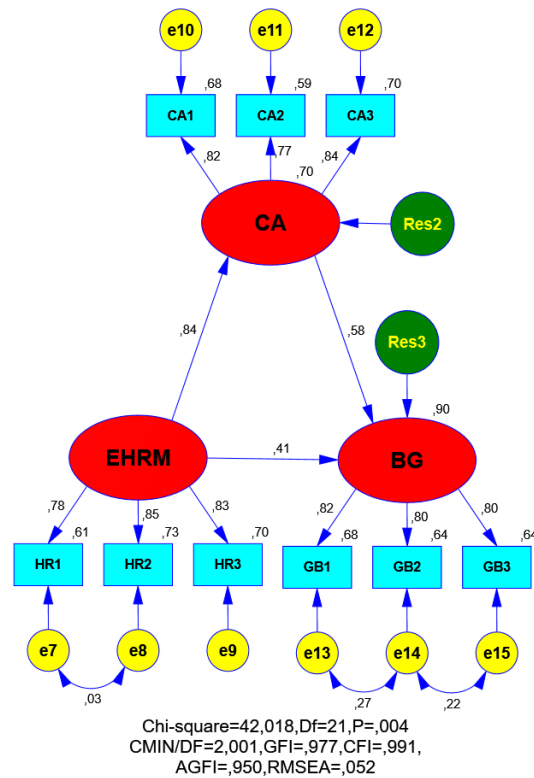 e10 e11 e12
,68 ,59 ,70
CA1 CA2 CA3
,82 ,77 ,84
,70
CA
Res2
,84 ,58
Res3
,90
EHRM ,41 BG
,78 ,85 ,83 ,82 ,80 ,80
,61 ,73 ,70 ,68 ,64 ,64
HR1 HR2 HR3 GB1 GB2 GB3
e7 e8 e9 e13 e14 e15
,03 ,27 ,22
Chi-square=42,018,Df=21,P=,004
CMIN/DF=2,001,GFI=,977,CFI=,991,
AGFI=,950,RMSEA=,052